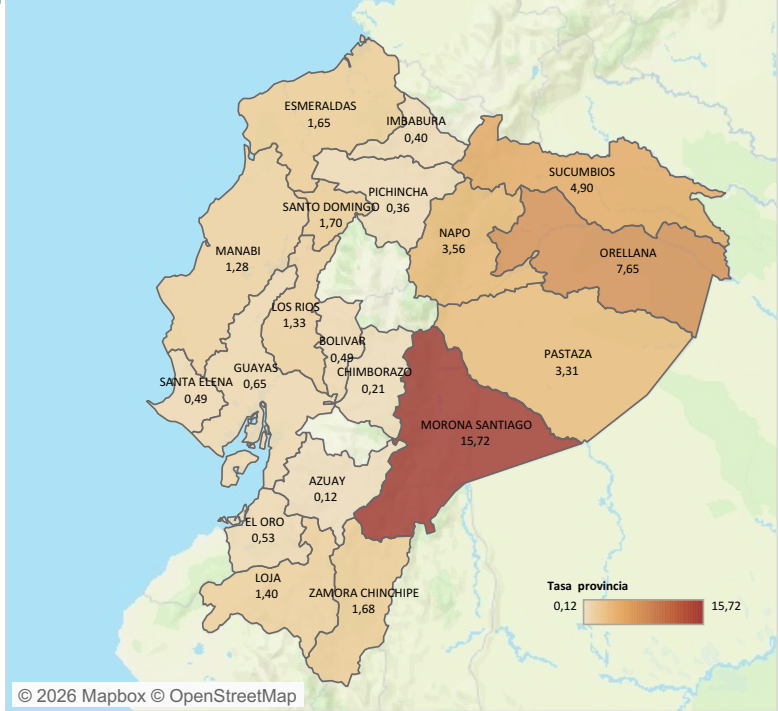 ESMERALDAS
1,65
IMBABURA
0,40
SUCUMBIOS
4,90
PICHINCHA
0,36
SANTO DOMINGO
1,70
NAPO
3,56
MANABI
1,28
ORELLANA
7,65
LOS RIOS
1,33
BOLIVAR
0,49
PASTAZA
3,31
GUAYAS
0,65
CHIMBORAZO
0,21
SANTA ELENA
0,49
MORONA SANTIAGO
15,72
AZUAY
0,12
EL ORO
0,53
LOJA
1,40
ZAMORA CHINCHIPE
1,68
Tasa provincia
0,12
15,72
© 2026 Mapbox © OpenStreetMap